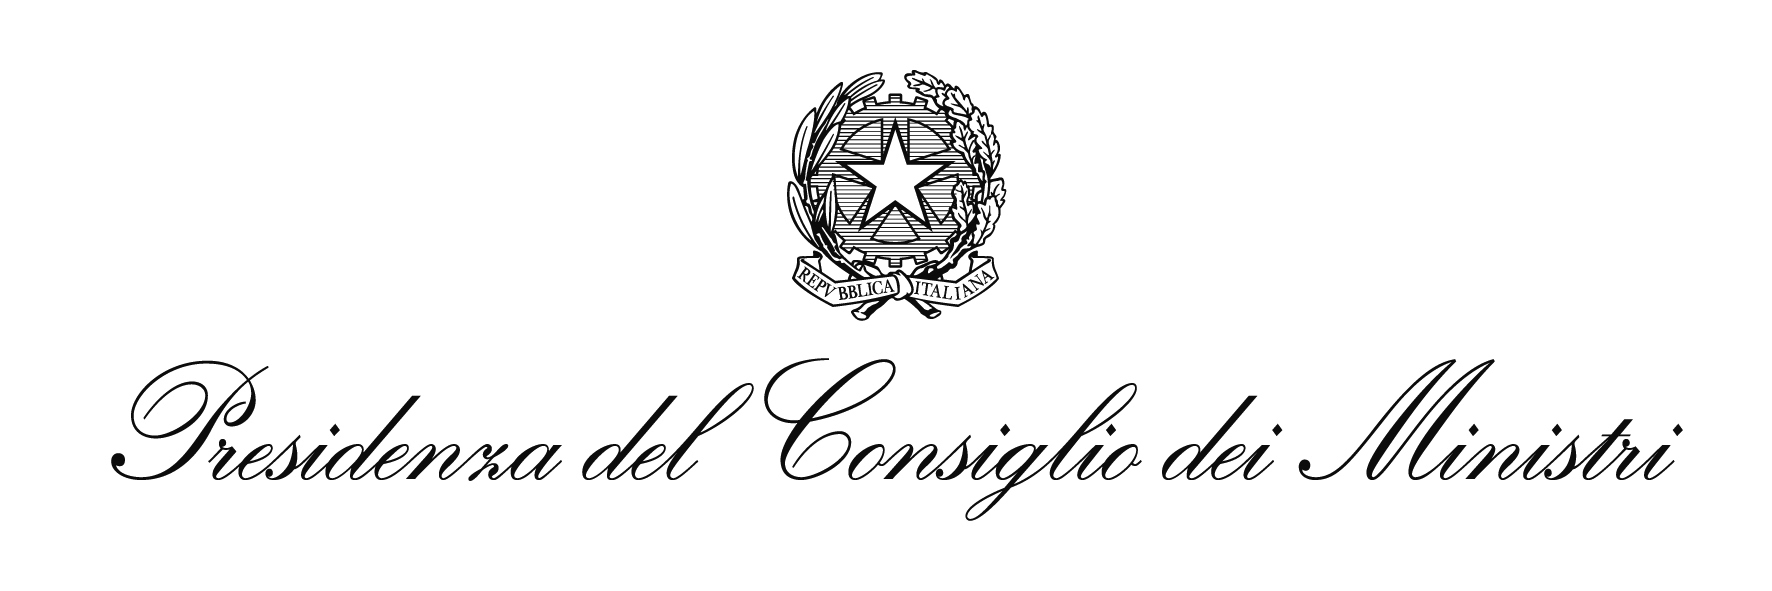 REPVBBLICA ITALIANA
Presidenza del Consiglio dei Ministri